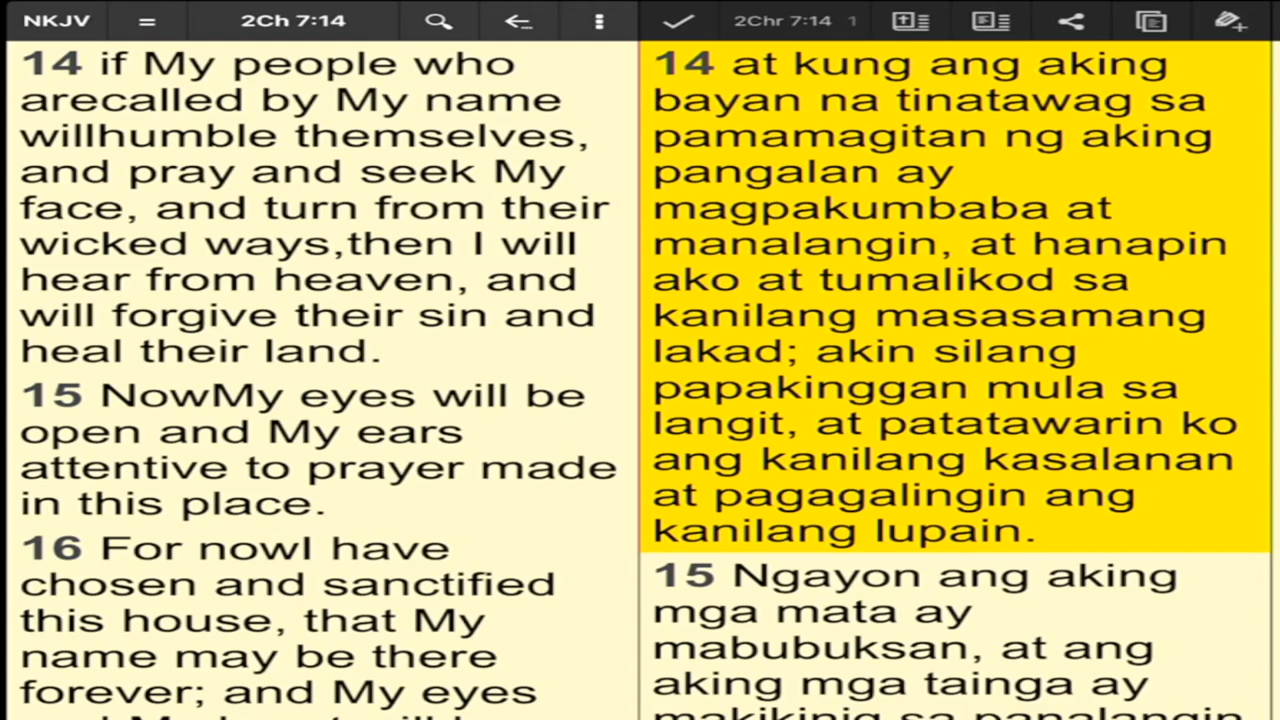 NKJV = 2Ch 7:14
14 if My people who
arecalled by My name
willhumble themselves,
and pray and seek My
face, and turn from their
wicked ways,then I will
hear from heaven, and
will forgive their sin and
heal their land.
15 NowMy eyes will be
open and My ears
attentive to prayer made
in this place.
16 For nowI have
chosen and sanctified
this house, that My
name may be there
forever; and My eyes
2Chr 7:14 1
14 at kung ang aking
bayan na tinatawag sa
pamamagitan ng aking
pangalan ay
magpakumbaba at
manalangin, at hanapin
ako at tumalikod sa
kanilang masasamang
lakad; akin silang
papakinggan mula sa
langit, at patatawarin ko
ang kanilang kasalanan
at pagagalingin ang
kanilang lupain.
15 Ngayon ang aking
mga mata ay
mabubuksan, at ang
aking mga tainga ay
makikinig sa panalangin